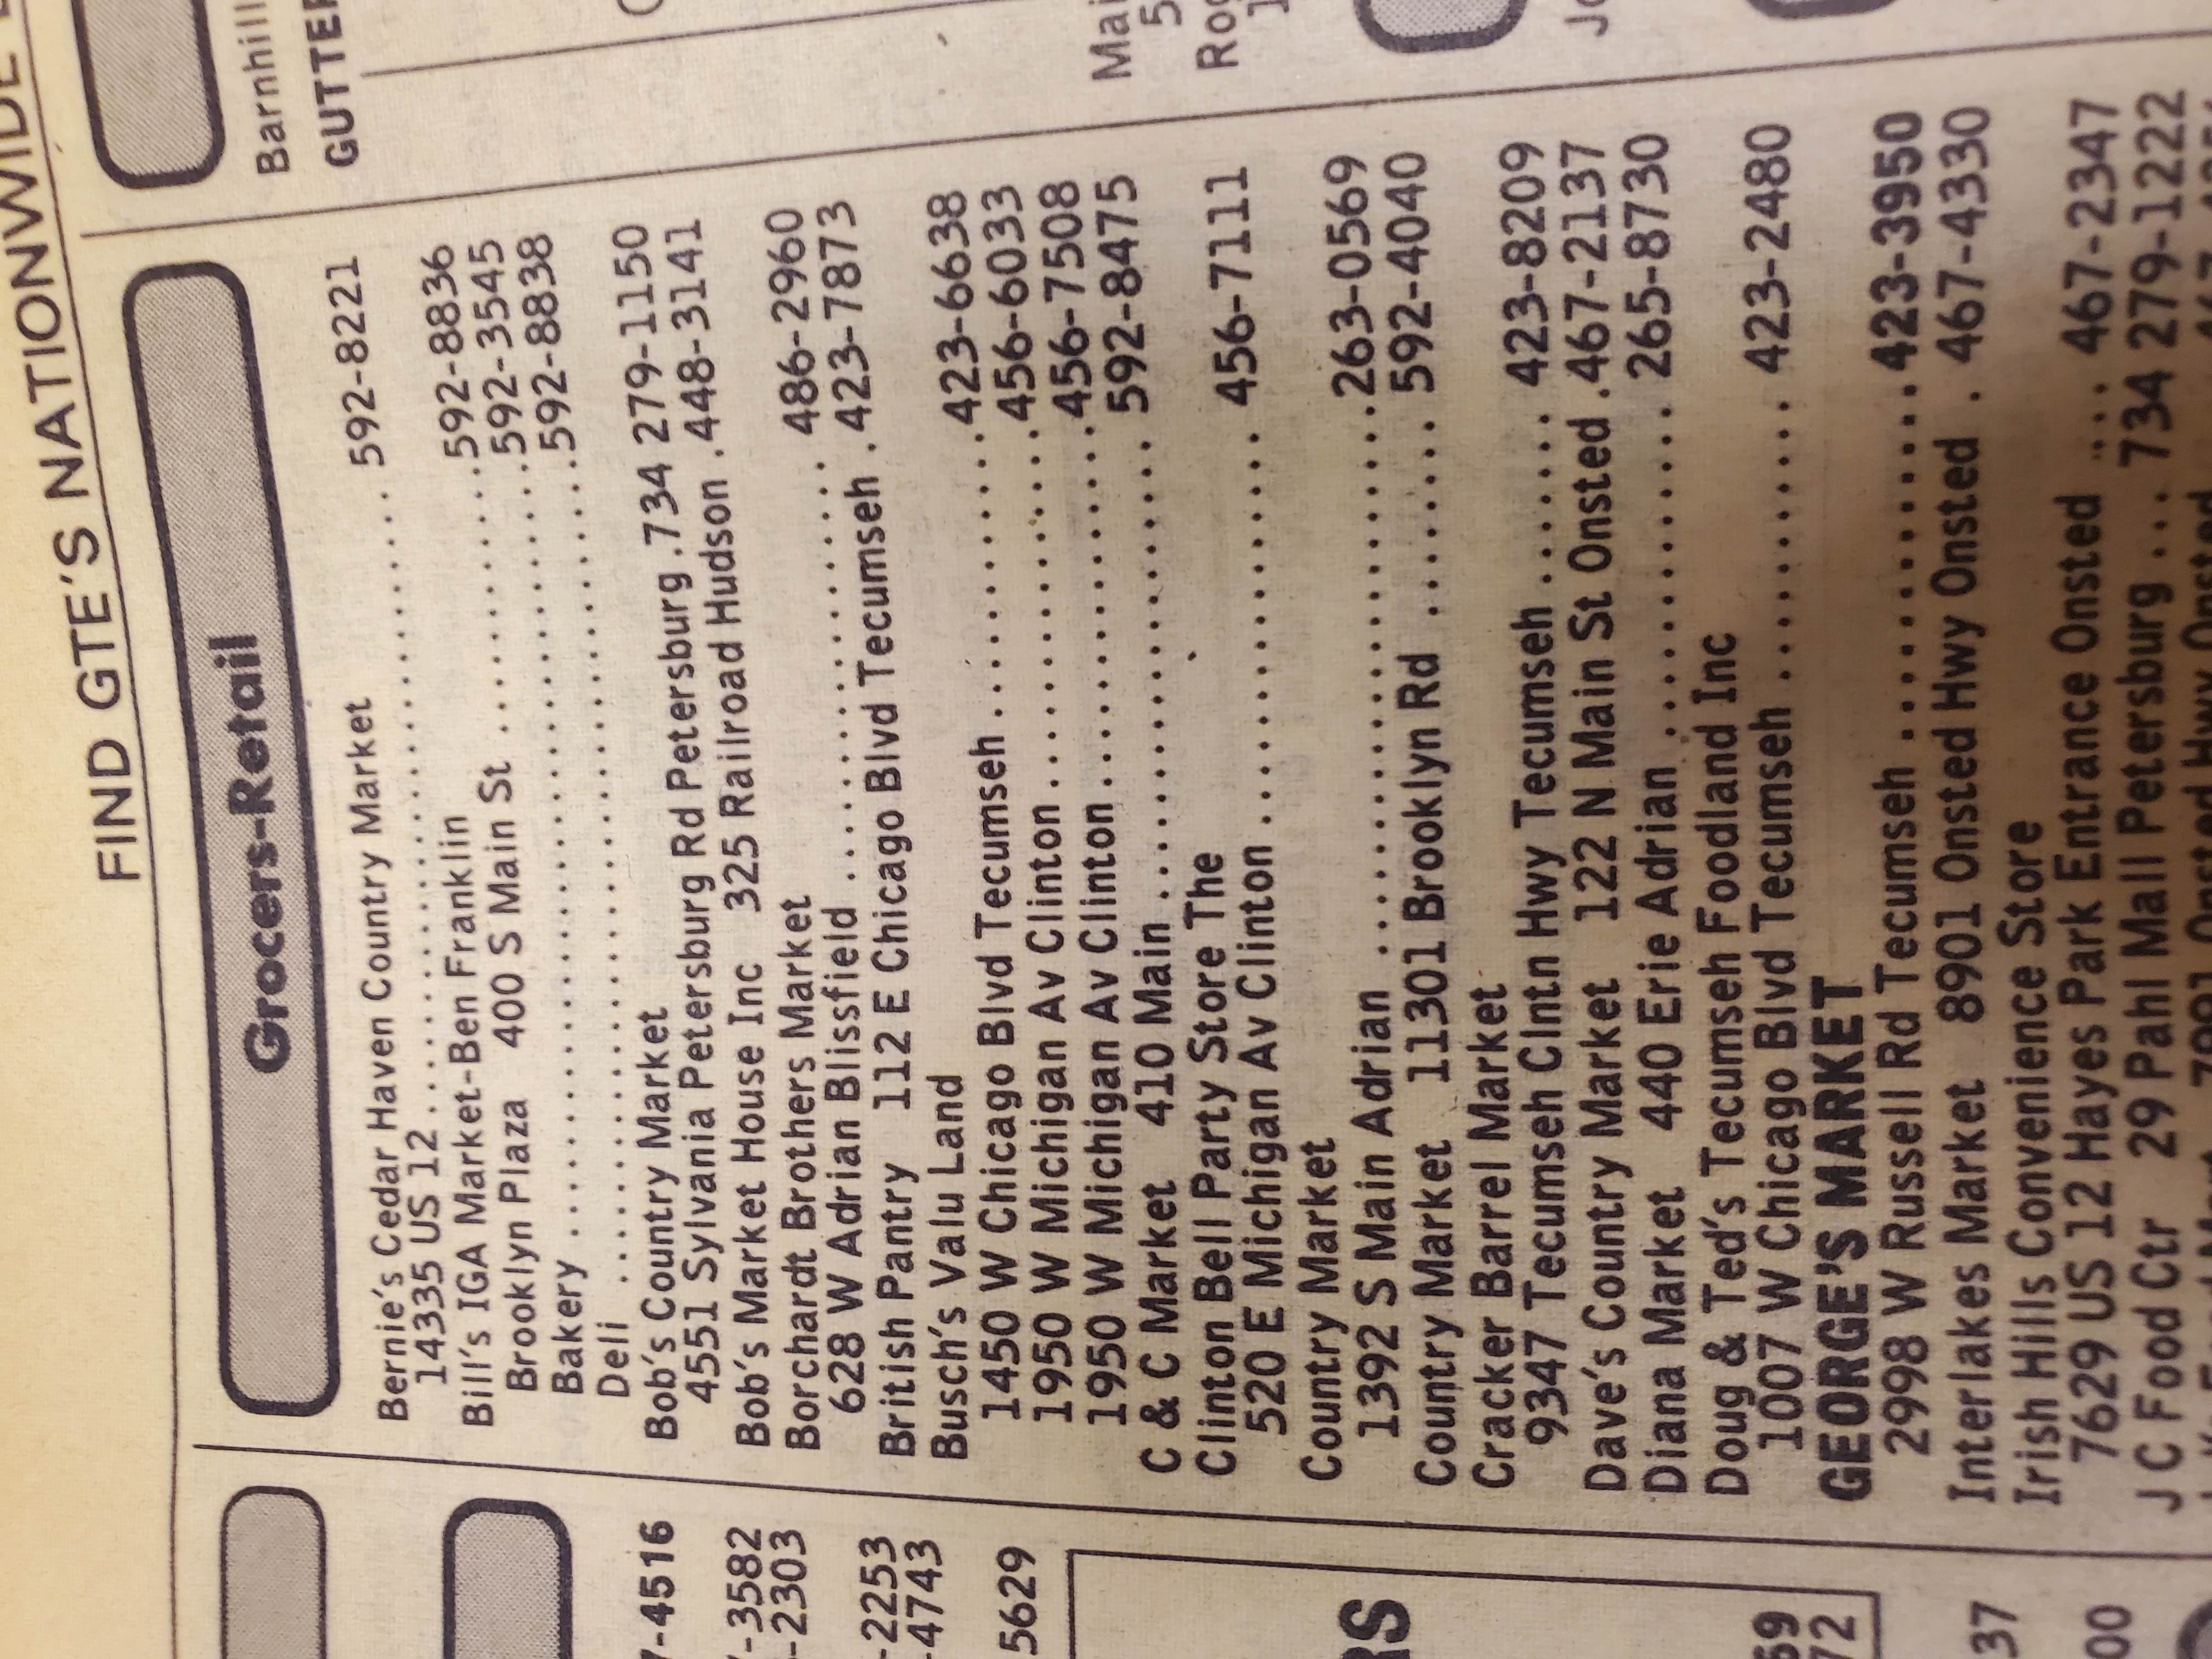 FIND GTE'S NATIONWIDE
Grocers-Retail
Bernie's Cedar Haven Country Market
14335 US 12 .......................... 592-8221
Bill's IGA Market-Ben Franklin
Brooklyn Plaza 400 S Main St ........592-8836
Bakery ..............................592-3545
Deli ................................592-8838
Bob's Country Market
4551 Sylvania Petersburg Rd Petersburg .734 279-1150
Bob's Market House Inc 325 Railroad Hudson .448-3141
Borchardt Brothers Market
628 W Adrian Blissfield ................ 486-2960
British Pantry 112 E Chicago Blvd Tecumseh .423-7873
Busch's Valu Land
1450 W Chicago Blvd Tecumseh ............423-6638
1950 W Michigan Av Clinton ..............456-6033
1950 W Michigan Av Clinton ..............456-7508
C & C Market 410 Main .................. 592-8475
Clinton Bell Party Store The
520 E Michigan Av Clinton ............... 456-7111
Country Market
1392 S Main Adrian ....................263-0569
Country Market 11301 Brooklyn Rd ........ 592-4040
Cracker Barrel Market
9347 Tecumseh Clntn Hwy Tecumseh ....... 423-8209
Dave's Country Market 122 N Main St Onsted .467-2137
Diana Market 440 Erie Adrian ............. 265-8730
Doug & Ted's Tecumseh Foodland Inc
1007 W Chicago Blvd Tecumseh ........... 423-2480
GEORGE'S MARKET
2998 W Russell Rd Tecumseh .............423-3950
Interlakes Market 8901 Onsted Hwy Onsted . 467-4330
Irish Hills Convenience Store
7629 US 12 Hayes Park Entrance Onsted .... 467-2347
J C Food Ctr 29 Pahl Mall Petersburg ... 734 279-1222
Barnhill
GUTTER
Mai
5
Rog
1
7-4516
-3582
-2303
-2253
-4743
5629
RS
59
72
37
00